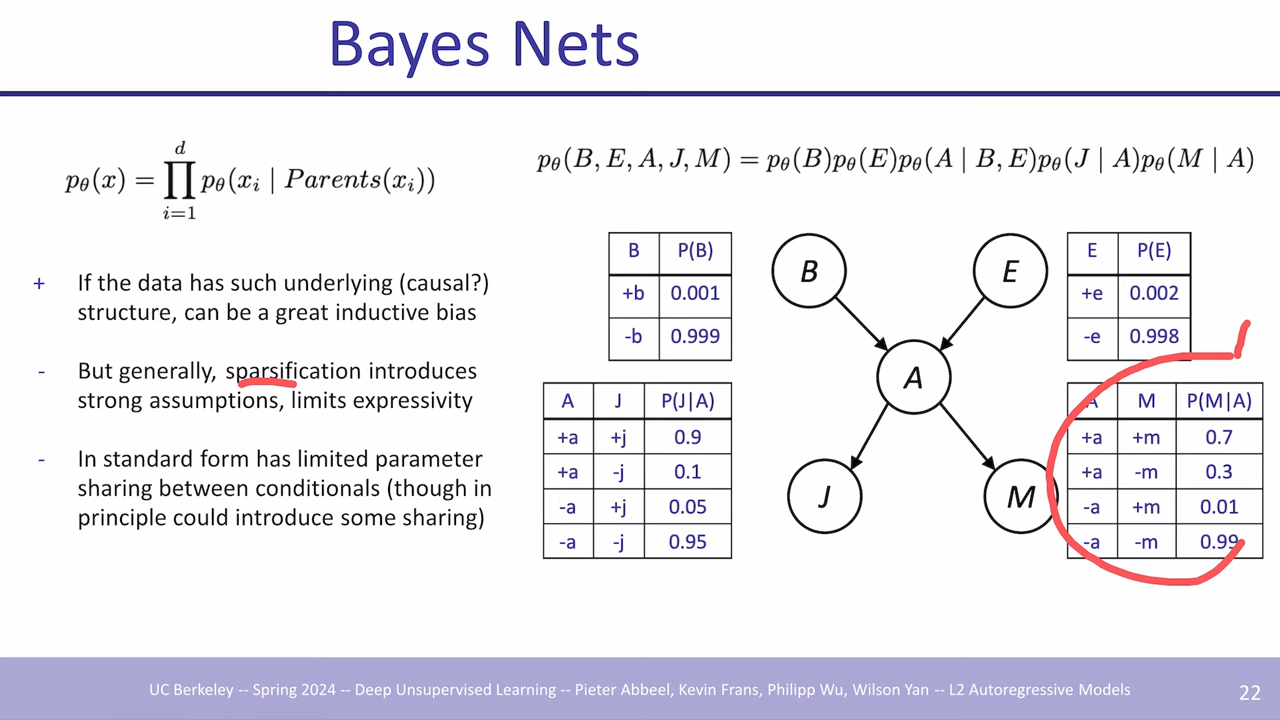 Bayes Nets
p_θ(x) = ∏_{i=1}^{d} p_θ(x_i | Parents(x_i))
p_θ(B, E, A, J, M) = p_θ(B)p_θ(E)p_θ(A | B, E)p_θ(J | A)p_θ(M | A)
+ If the data has such underlying (causal?)
structure, can be a great inductive bias
- But generally, sparsification introduces
strong assumptions, limits expressivity
- In standard form has limited parameter
sharing between conditionals (though in
principle could introduce some sharing)
B P(B)
+b 0.001
-b 0.999
B
E
A
J
M
E P(E)
+e 0.002
-e 0.998
A J P(J|A)
+a +j 0.9
+a -j 0.1
-a +j 0.05
-a -j 0.95
A M P(M|A)
+a +m 0.7
+a -m 0.3
-a +m 0.01
-a -m 0.99
UC Berkeley -- Spring 2024 -- Deep Unsupervised Learning -- Pieter Abbeel, Kevin Frans, Philipp Wu, Wilson Yan -- L2 Autoregressive Models
22